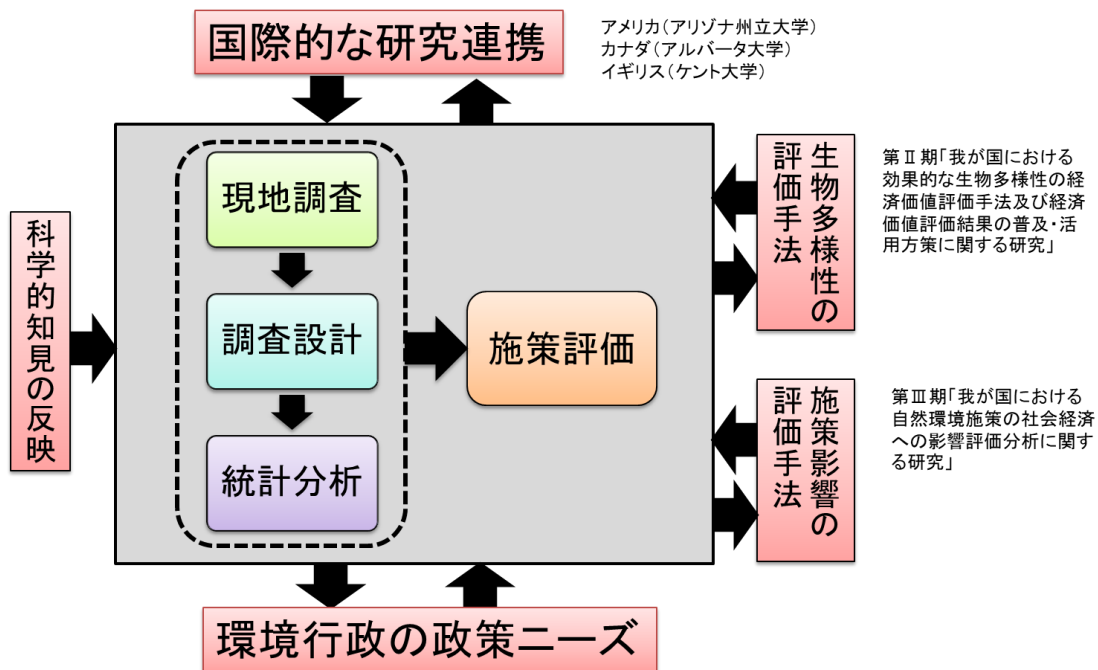 国際的な研究連携
アメリカ（アリゾナ州立大学）
カナダ（アルバータ大学）
イギリス（ケント大学）
科学的知見の反映
現地調査
調査設計
統計分析
施策評価
生物多様性の
評価手法
第Ⅱ期「我が国における
効果的な生物多様性の経
済価値評価手法及び経済
価値評価結果の普及・活
用方策に関する研究」
施策影響の
評価手法
第Ⅲ期「我が国における
自然環境施策の社会経済
への影響評価分析に関す
る研究」
環境行政の政策ニーズ